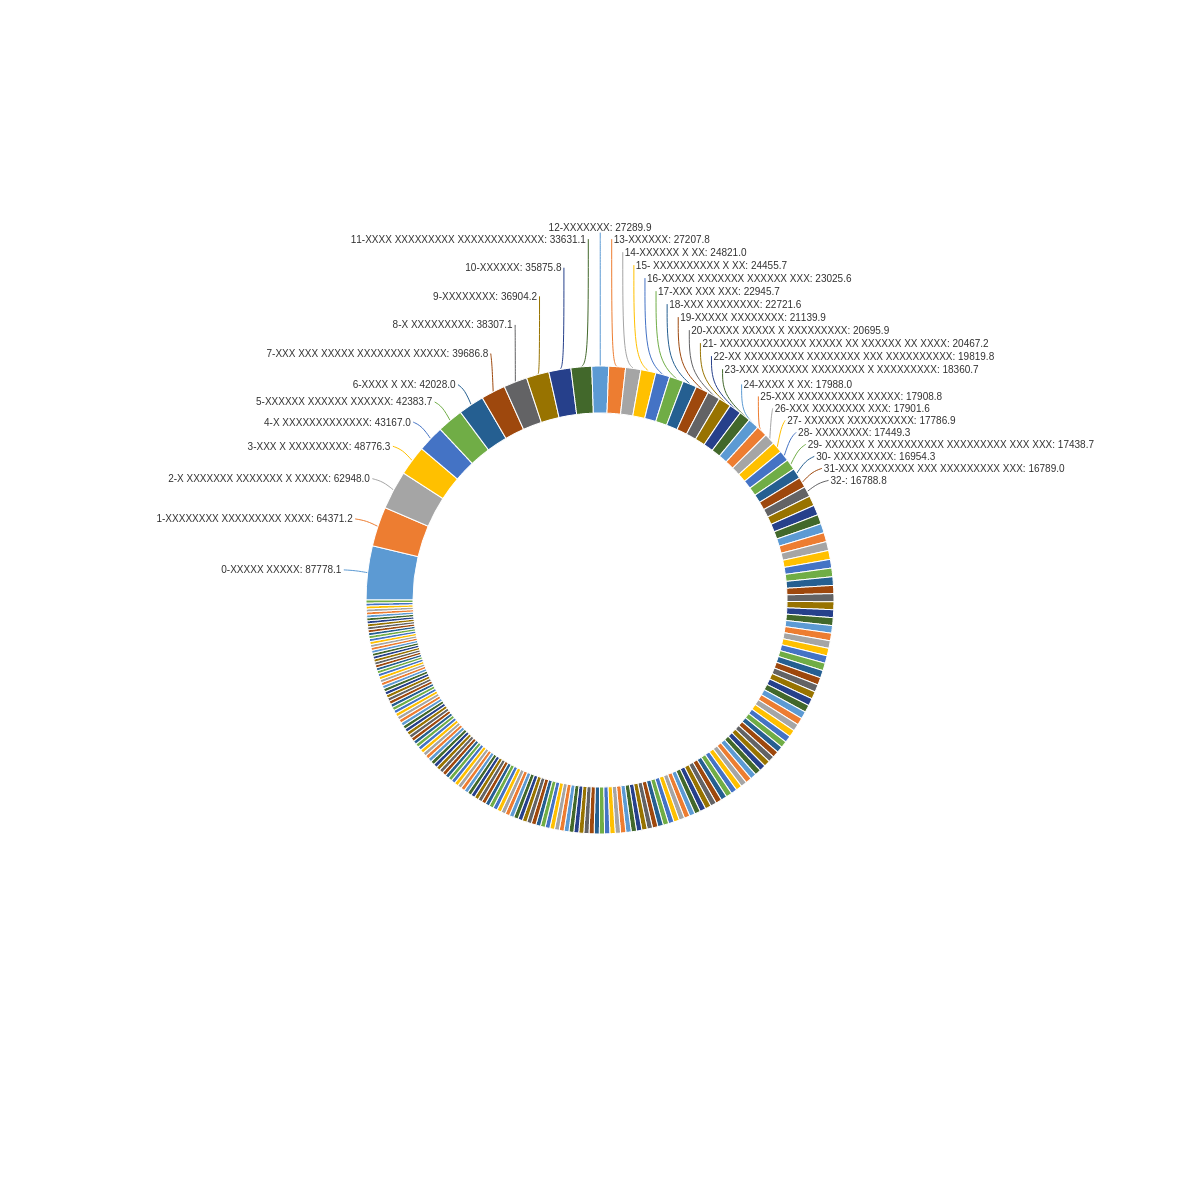 12-XXXXXXX: 27289.9
11-XXXX XXXXXXXXX XXXXXXXXXXXXX: 33631.1
13-XXXXXX: 27207.8
14-XXXXXX X XX: 24821.0
15- XXXXXXXXXX X XX: 24455.7
10-XXXXXX: 35875.8
16-XXXXX XXXXXXX XXXXXX XXX: 23025.6
17-XXX XXX XXX: 22945.7
9-XXXXXXXX: 36904.2
18-XXX XXXXXXXX: 22721.6
19-XXXXX XXXXXXXX: 21139.9
8-X XXXXXXXXX: 38307.1
20-XXXXX XXXXX X XXXXXXXXX: 20695.9
21- XXXXXXXXXXXXX XXXXX XX XXXXXX XX XXXX: 20467.2
7-XXX XXX XXXXX XXXXXXXX XXXXX: 39686.8
22-XX XXXXXXXXX XXXXXXXX XXX XXXXXXXXXX: 19819.8
23-XXX XXXXXXX XXXXXXXX X XXXXXXXXX: 18360.7
6-XXXX X XX: 42028.0
24-XXXX X XX: 17988.0
25-XXX XXXXXXXXXX XXXXX: 17908.8
5-XXXXXX XXXXXX XXXXXX: 42383.7
26-XXX XXXXXXXX XXX: 17901.6
4-X XXXXXXXXXXXXX: 43167.0
27- XXXXXX XXXXXXXXXX: 17786.9
28- XXXXXXXX: 17449.3
3-XXX X XXXXXXXXX: 48776.3
29- XXXXXX X XXXXXXXXXX XXXXXXXXX XXX XXX: 17438.7
30- XXXXXXXXX: 16954.3
31-XXX XXXXXXXX XXX XXXXXXXXX XXX: 16789.0
2-X XXXXXXX XXXXXXX X XXXXX: 62948.0
32-: 16788.8
1-XXXXXXXX XXXXXXXXX XXXX: 64371.2
0-XXXXX XXXXX: 87778.1